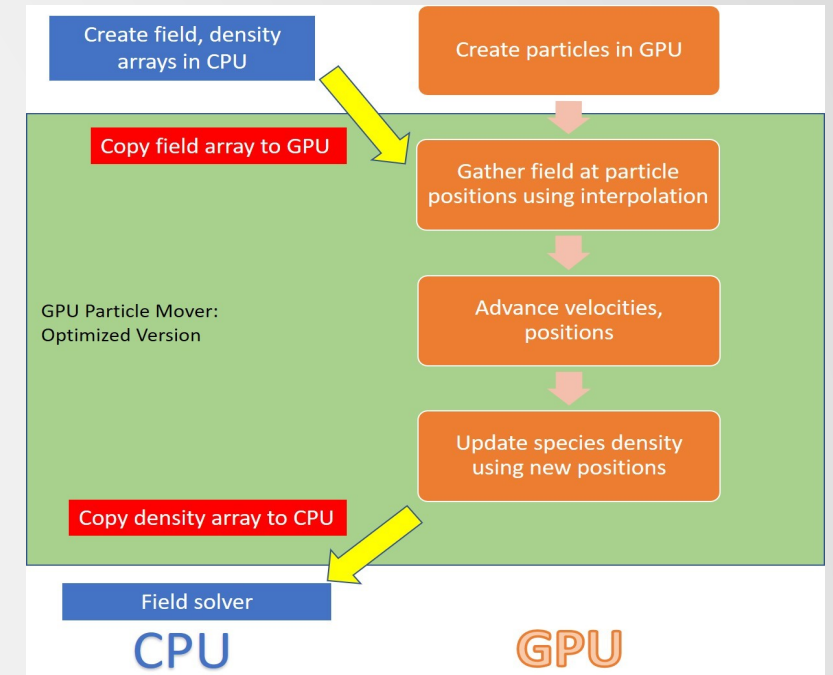 Create field, density
arrays in CPU
Create particles in GPU
Copy field array to GPU
Gather field at particle
positions using interpolation
GPU Particle Mover:
Optimized Version
Advance velocities,
positions
Update species density
using new positions
Copy density array to CPU
Field solver
CPU
GPU